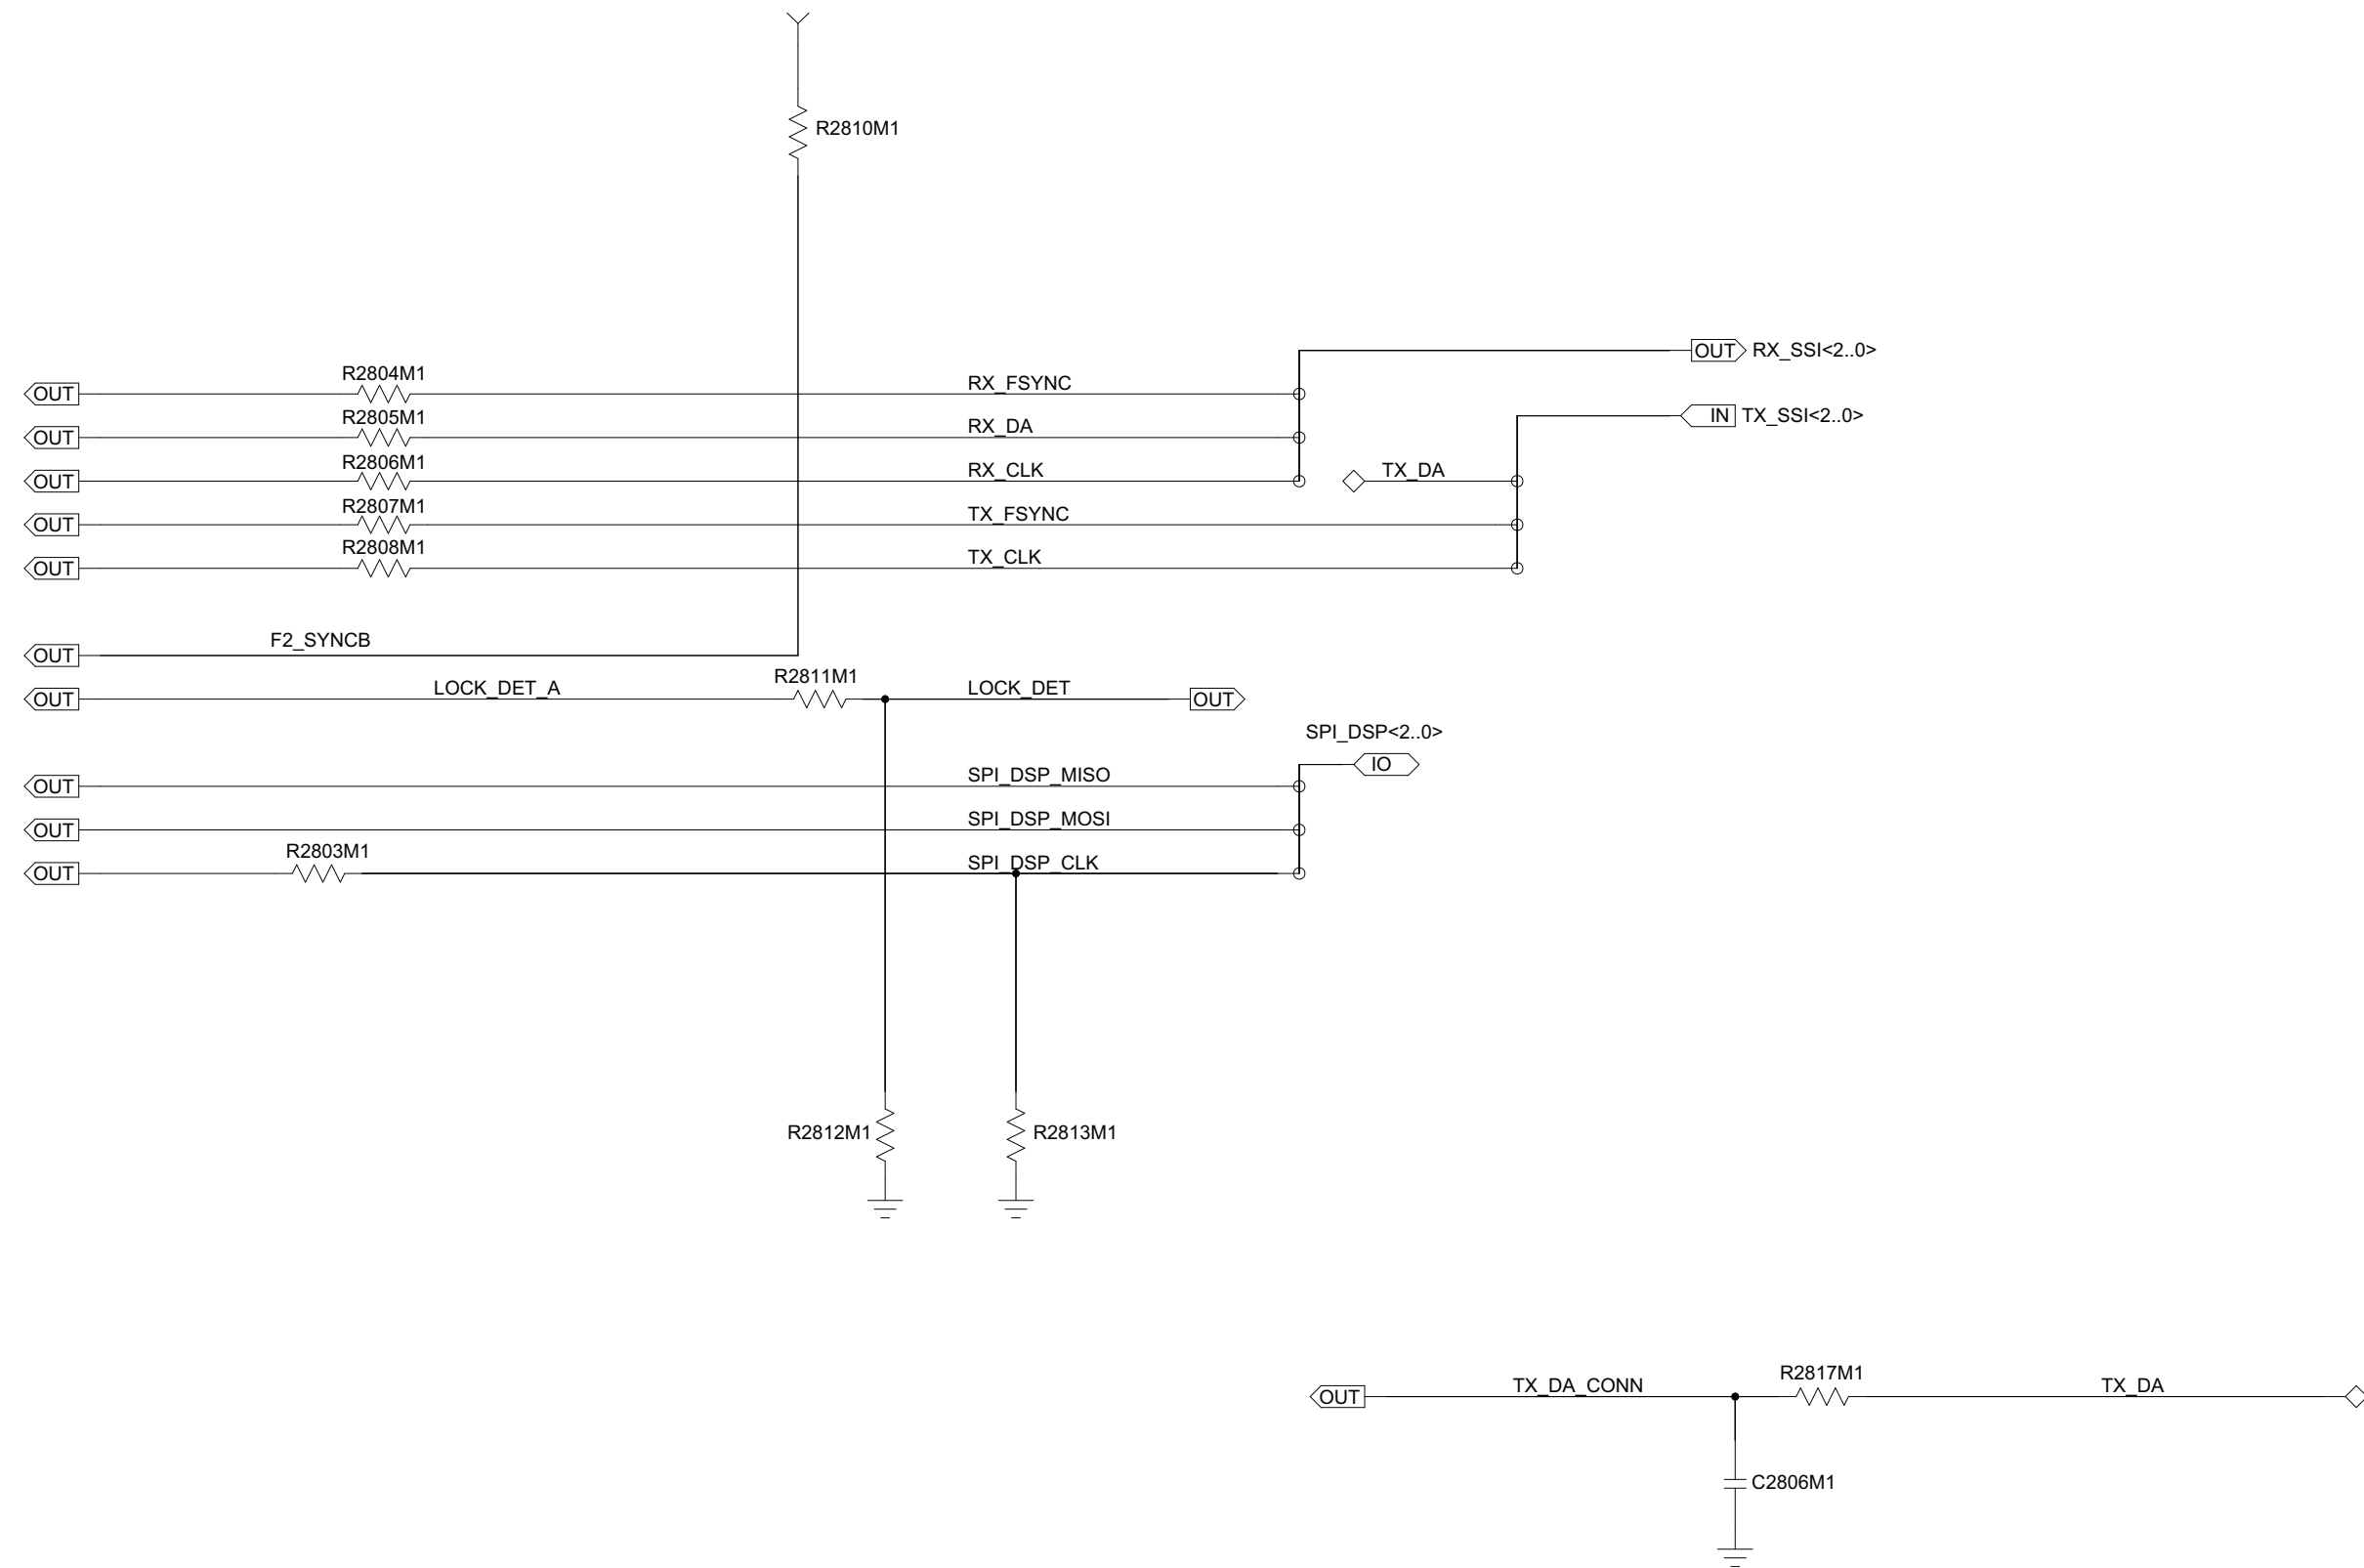 R2810M1
OUT RX_SSI<2..0>
R2804M1
OUT RX_FSYNC
IN TX_SSI<2..0>
R2805M1
OUT RX_DA
R2806M1
OUT RX_CLK TX_DA
R2807M1
OUT TX_FSYNC
R2808M1
OUT TX_CLK
OUT F2_SYNCB
R2811M1
OUT LOCK_DET_A LOCK_DET OUT
SPI_DSP<2..0>
IO
OUT SPI_DSP_MISO
OUT SPI_DSP_MOSI
R2803M1
OUT SPI_DSP_CLK
R2812M1 R2813M1
R2817M1
OUT TX_DA_CONN TX_DA
C2806M1